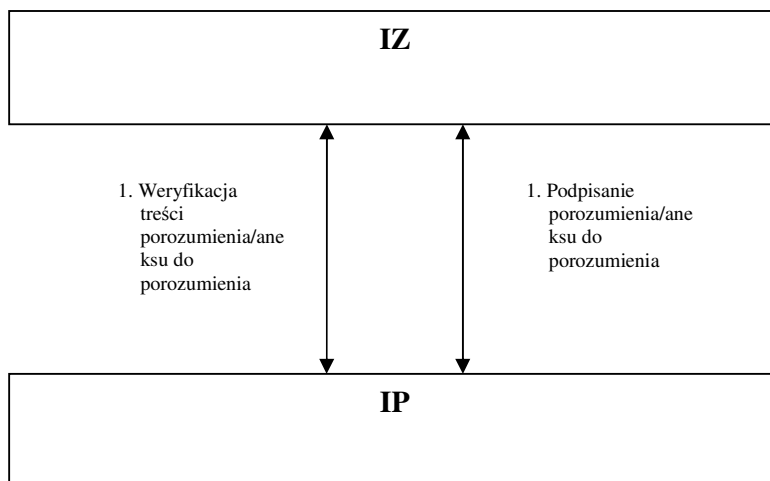 IZ
1. Weryfikacja
treści
porozumienia/ane
ksu do
porozumienia
1. Podpisanie
porozumienia/ane
ksu do
porozumienia
IP